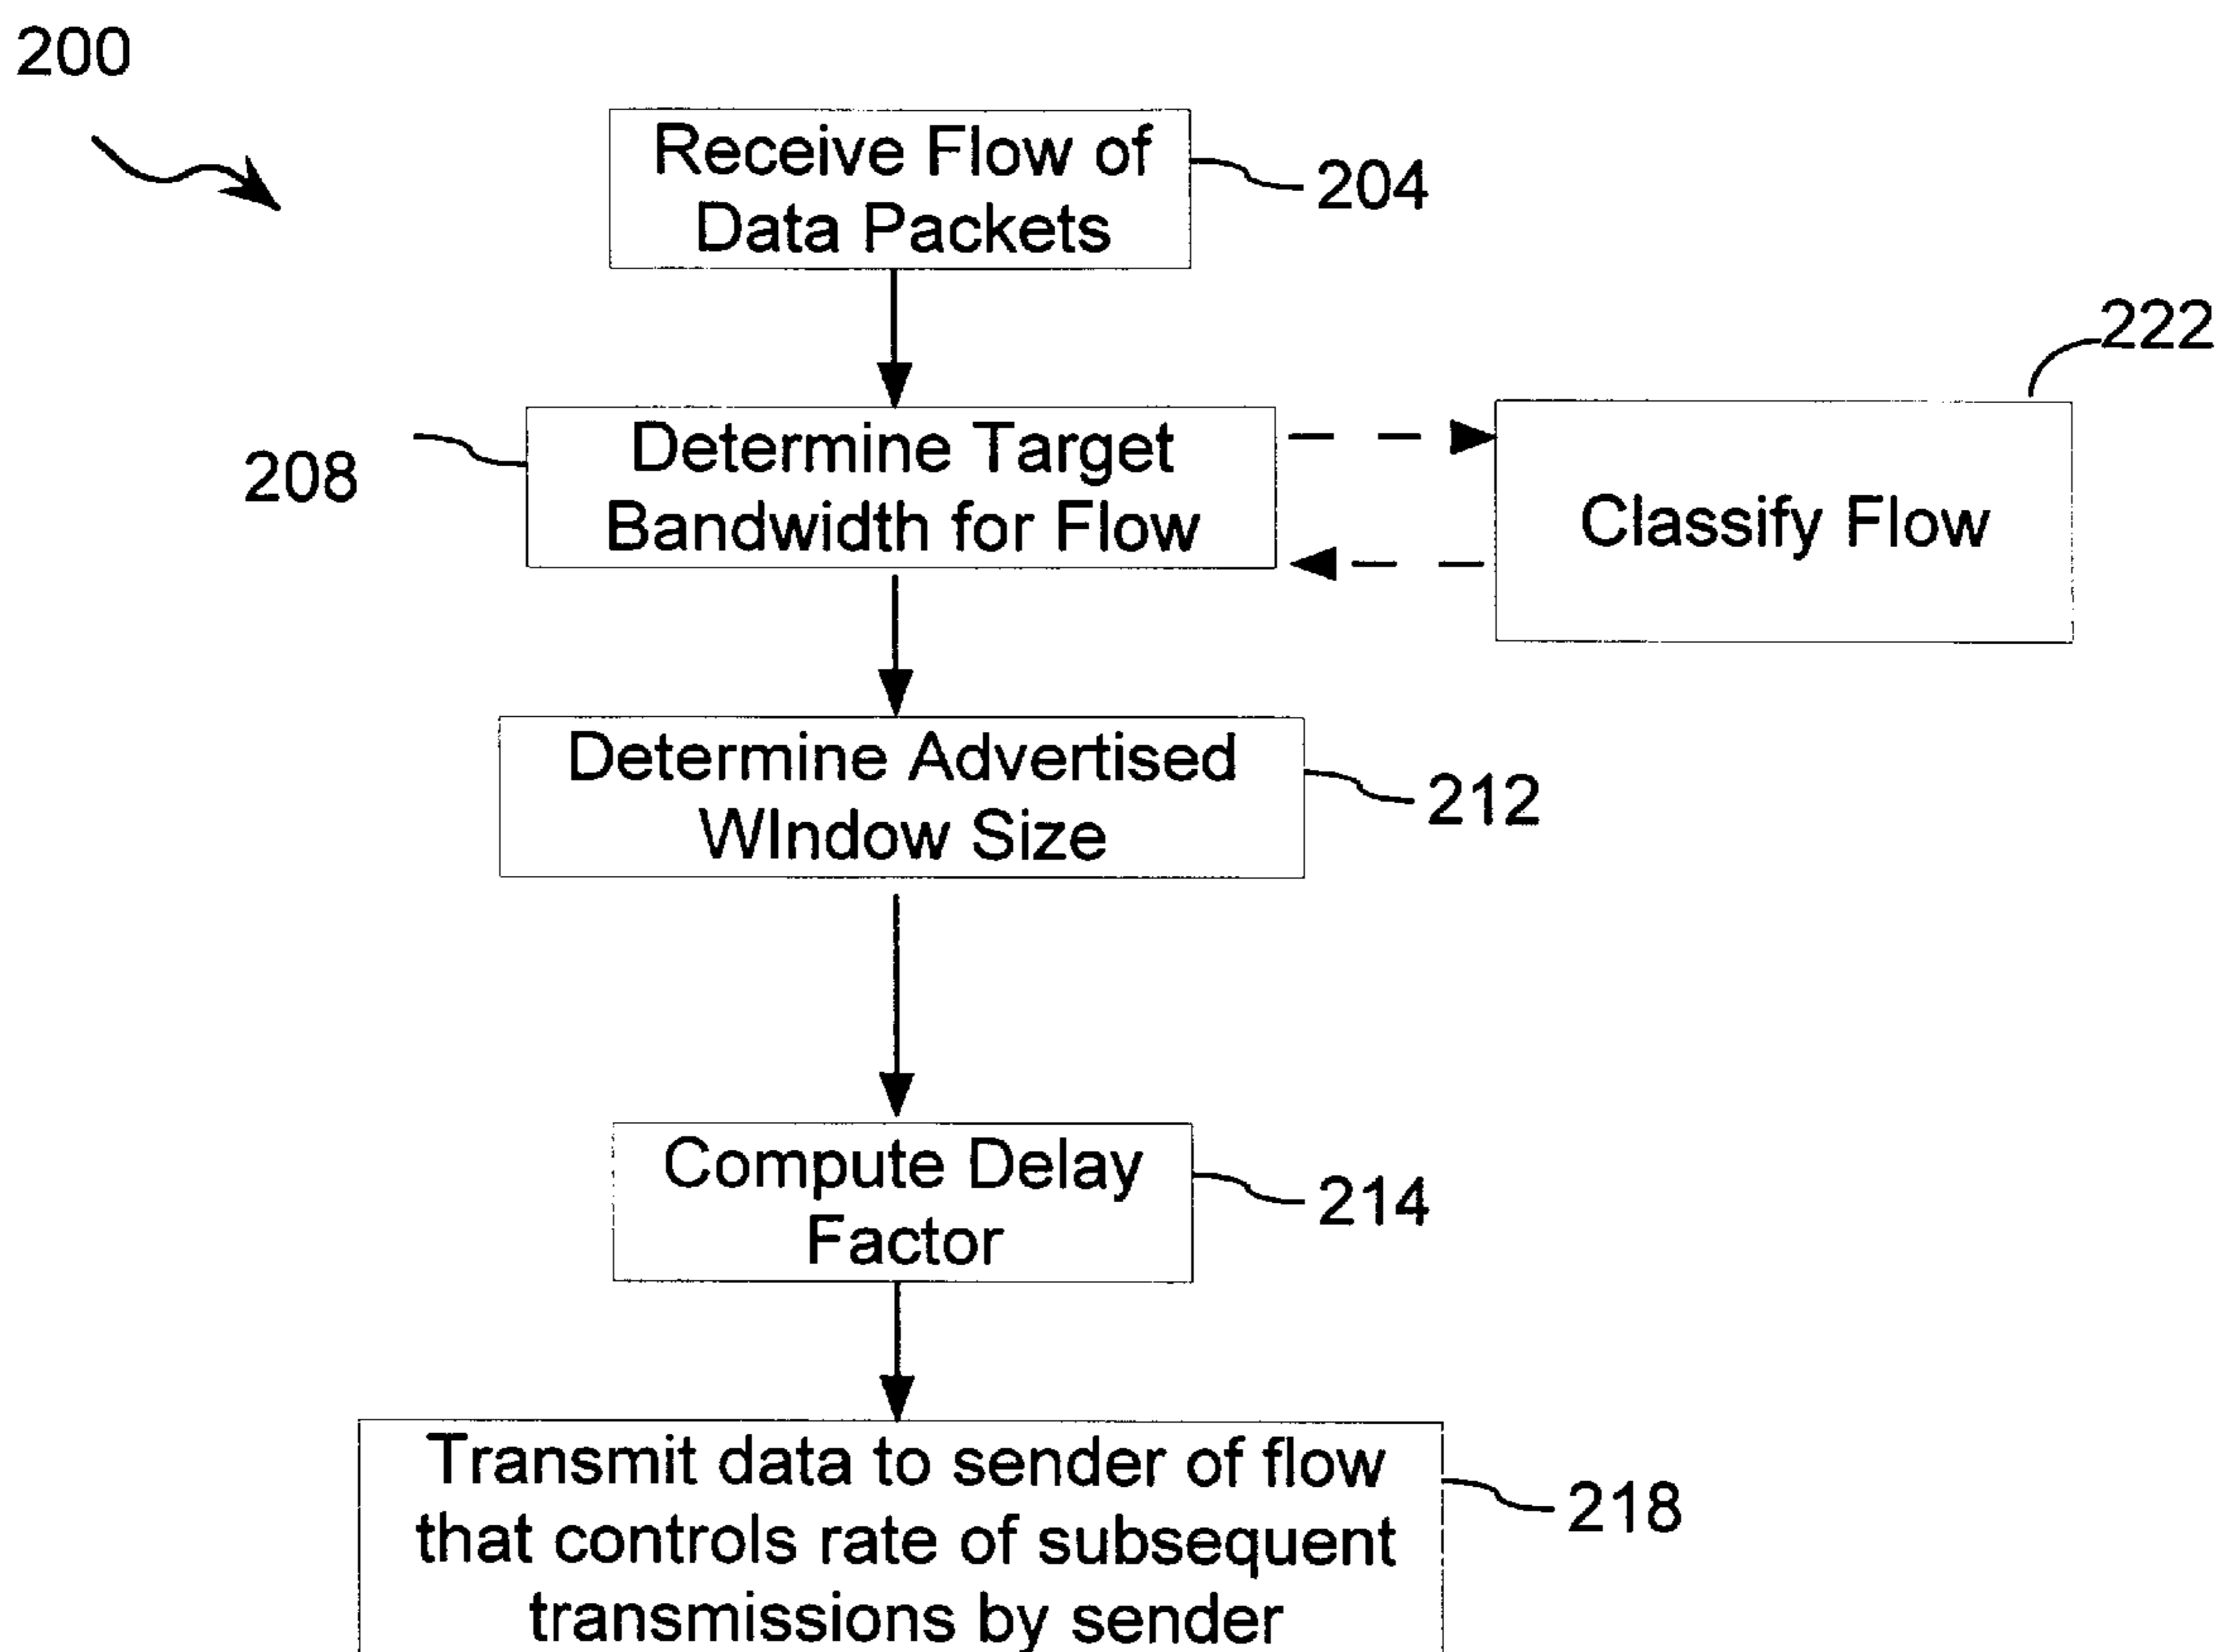 200
Receive Flow of
Data Packets
204
222
Determine Target
Bandwidth for Flow
208
Classify Flow
Determine Advertised
WIndow Size
212
Compute Delay
Factor
214
Transmit data to sender of flow
that controls rate of subsequent
transmissions by sender
218